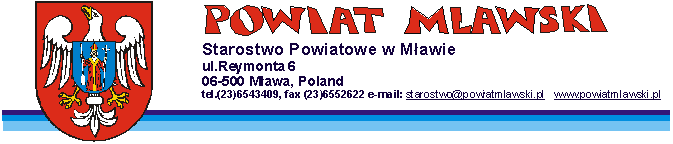 POWIAT MLAWSKI
Starostwo Powiatowe w Mławie
ul.Reymonta 6
06-500 Mława, Poland
tel.(23)6543409, fax (23)6552622 e-mail: starostwo@powiatmlawski.pl www.powiatmlawski.pl